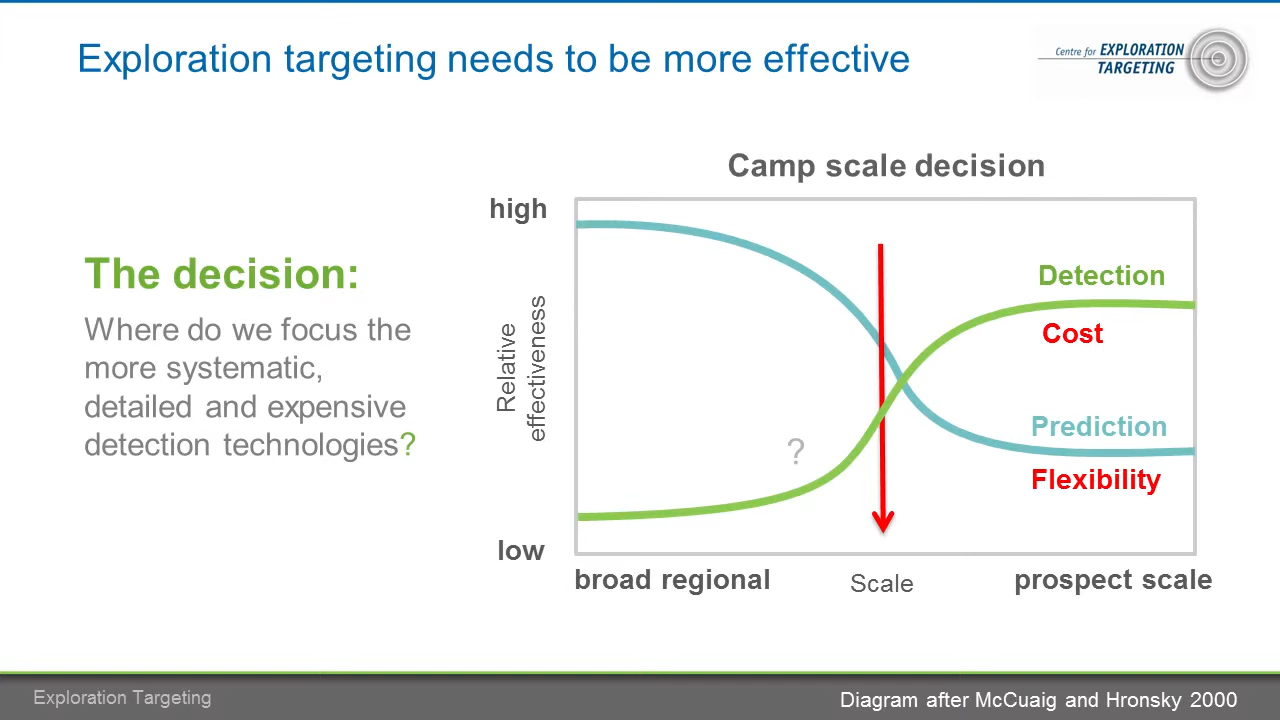 Exploration targeting needs to be more effective
Centre for EXPLORATION
TARGETING
Camp scale decision
high
The decision:
Where do we focus the
more systematic,
detailed and expensive
detection technologies?
Relative
effectiveness
Detection
Cost
?
Prediction
Flexibility
low
broad regional
Scale
prospect scale
Exploration Targeting
Diagram after McCuaig and Hronsky 2000